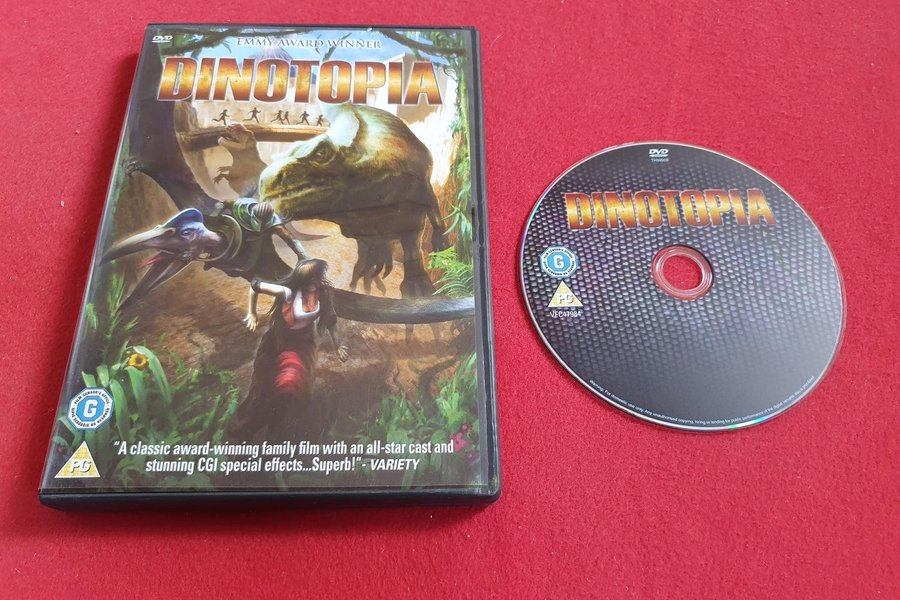 DVD
EMMY AWARD WINNER
DINOTOPIA
G
PG
"A classic award-winning family film with an all-star cast and
stunning CGI special effects...Superb!"- VARIETY
DVD
DINOTOPIA
G
PG
VFC47984